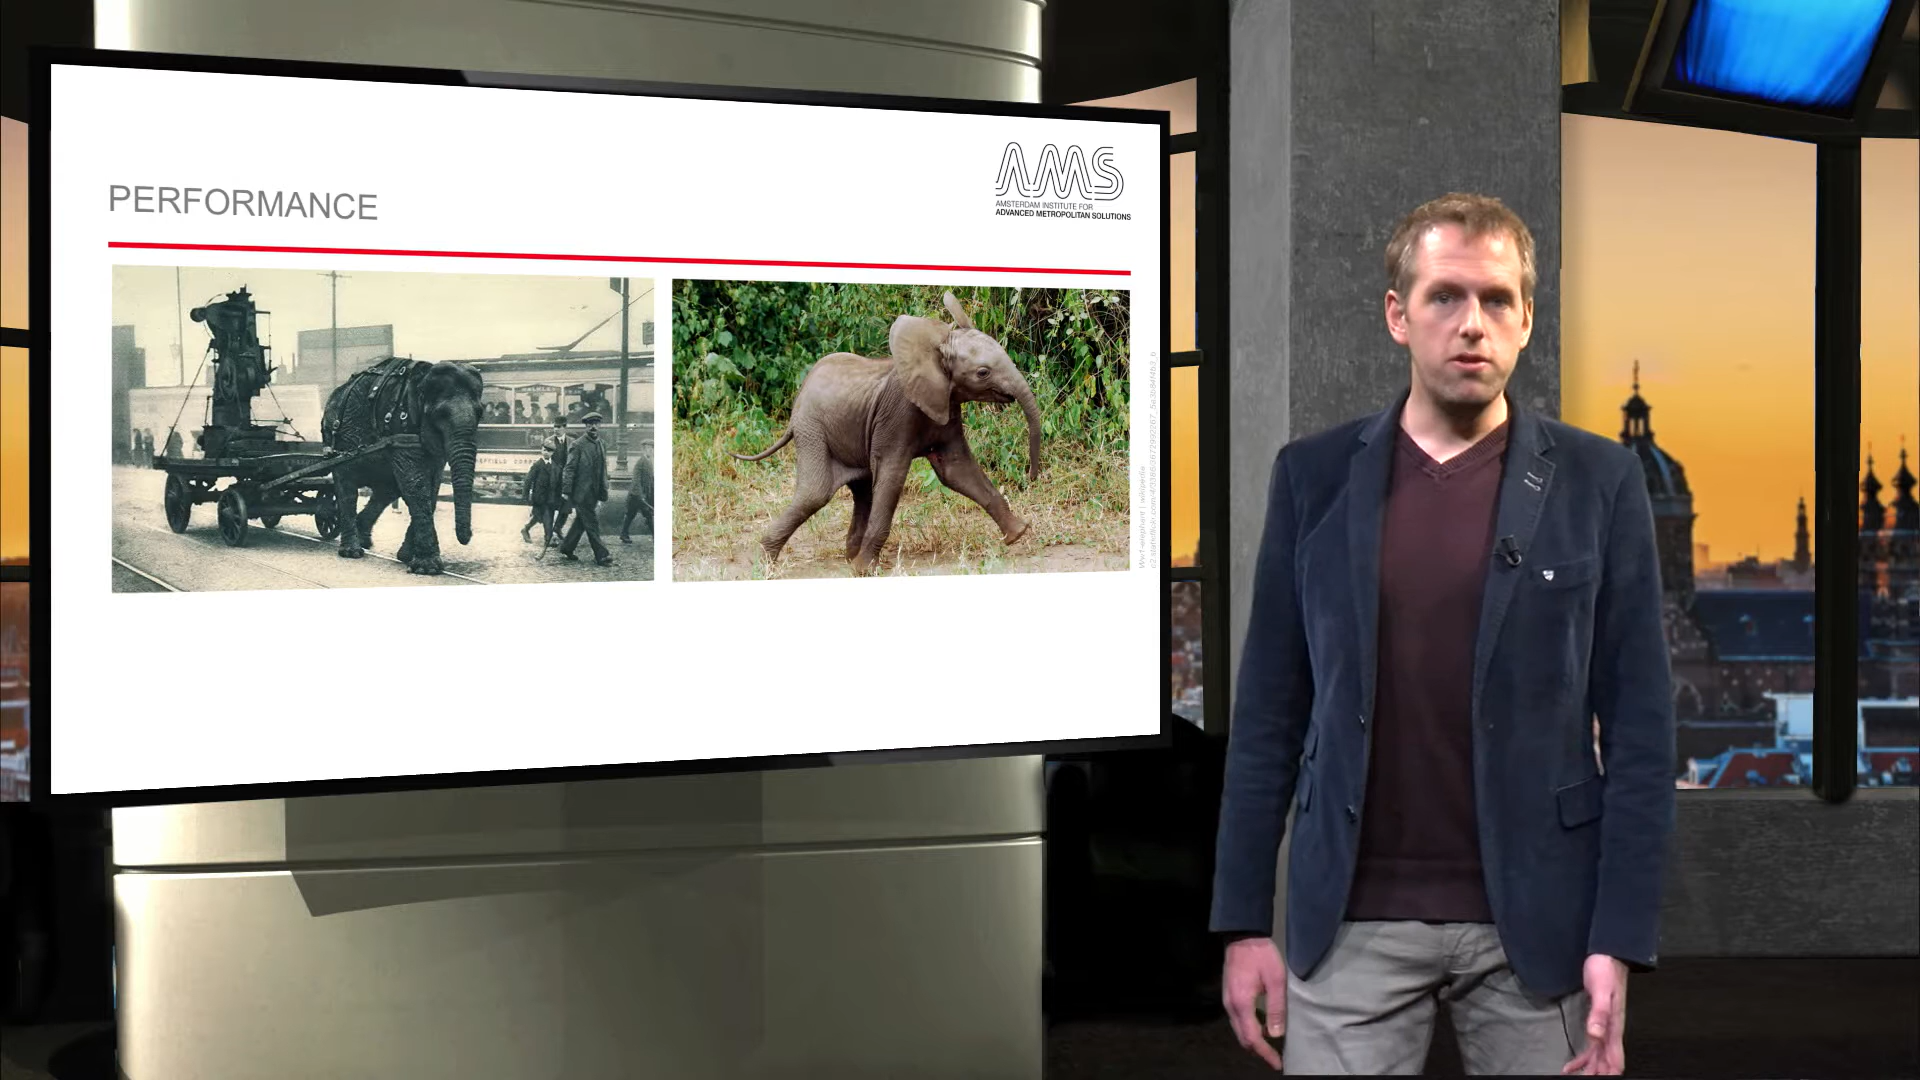 PERFORMANCE
AMS
AMSTERDAM INSTITUTE FOR
ADVANCED METROPOLITAN SOLUTIONS